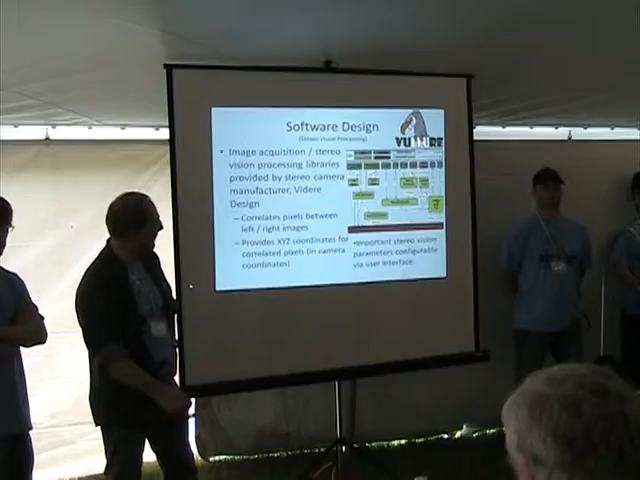 Software Design
(Stereo Vision Processing)
VULTURE
• Image acquisition / stereo
vision processing libraries
provided by stereo camera
manufacturer, Videre
Design
– Correlates pixels between
left / right images
– Provides XYZ coordinates for
correlated pixels (in camera
coordinates)
•Important stereo vision
parameters configurable
via user interface